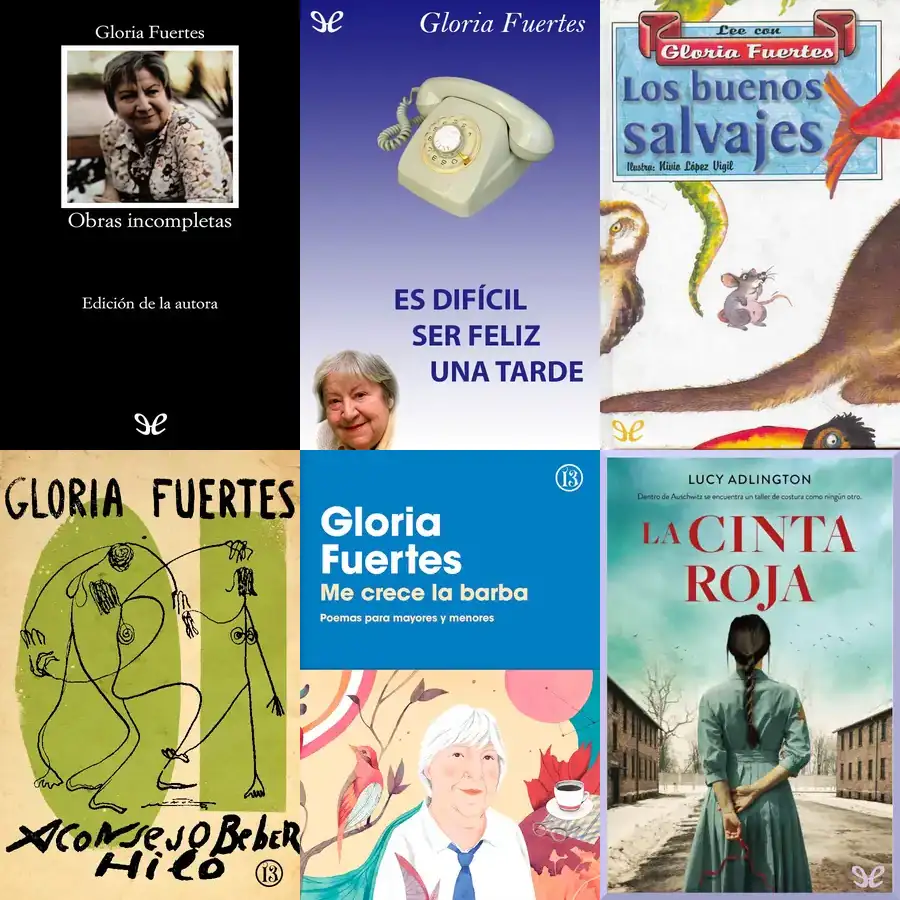 Gloria Fuertes
Obras incompletas
Edición de la autora
Gloria Fuertes
ES DIFÍCIL
SER FELIZ
UNA TARDE
Lee con
Gloria Fuertes
Los buenos
salvajes
Ilustra: Nivio López Vigil
GLORIA FUERTES
ACONSEJO BEBER
HILO
13
13
Gloria
Fuertes
Me crece la barba
Poemas para mayores y menores
LUCY ADLINGTON
Dentro de Auschwitz se encuentra un taller de costura como ningún otro.
LA CINTA
ROJA